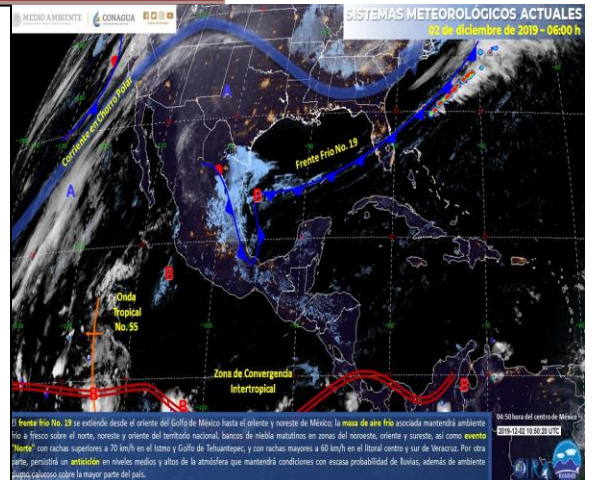 MEDIO AMBIENTE
CONAGUA
SISTEMAS METEOROLÓGICOS ACTUALES
02 de diciembre de 2019 – 06:00 h
A
Corriente en Chorro Polar
Frente Frío No. 19
A
B
B
Onda
Tropical
No. 55
Zona de Convergencia
Intertropical
B
B
B
04:50 hora del centro de México
2019-12-02 10:50:20 UTC
El frente frío No. 19 se extiende desde el oriente del Golfo de México hasta el oriente y noreste de México; la masa de aire frío asociada mantendrá ambiente
frío a fresco sobre el norte, noreste y oriente del territorio nacional, bancos de niebla matutinos en zonas del noroeste, oriente y sureste, así como evento
"Norte" con rachas superiores a 70 km/h en el Istmo y Golfo de Tehuantepec, y con rachas mayores a 60 km/h en el litoral centro y sur de Veracruz. Por otra
parte, persistirá un anticiclón en niveles medios y altos de la atmósfera que mantendrá condiciones con escasa probabilidad de lluvias, además de ambiente
diurno caluroso sobre la mayor parte del país.